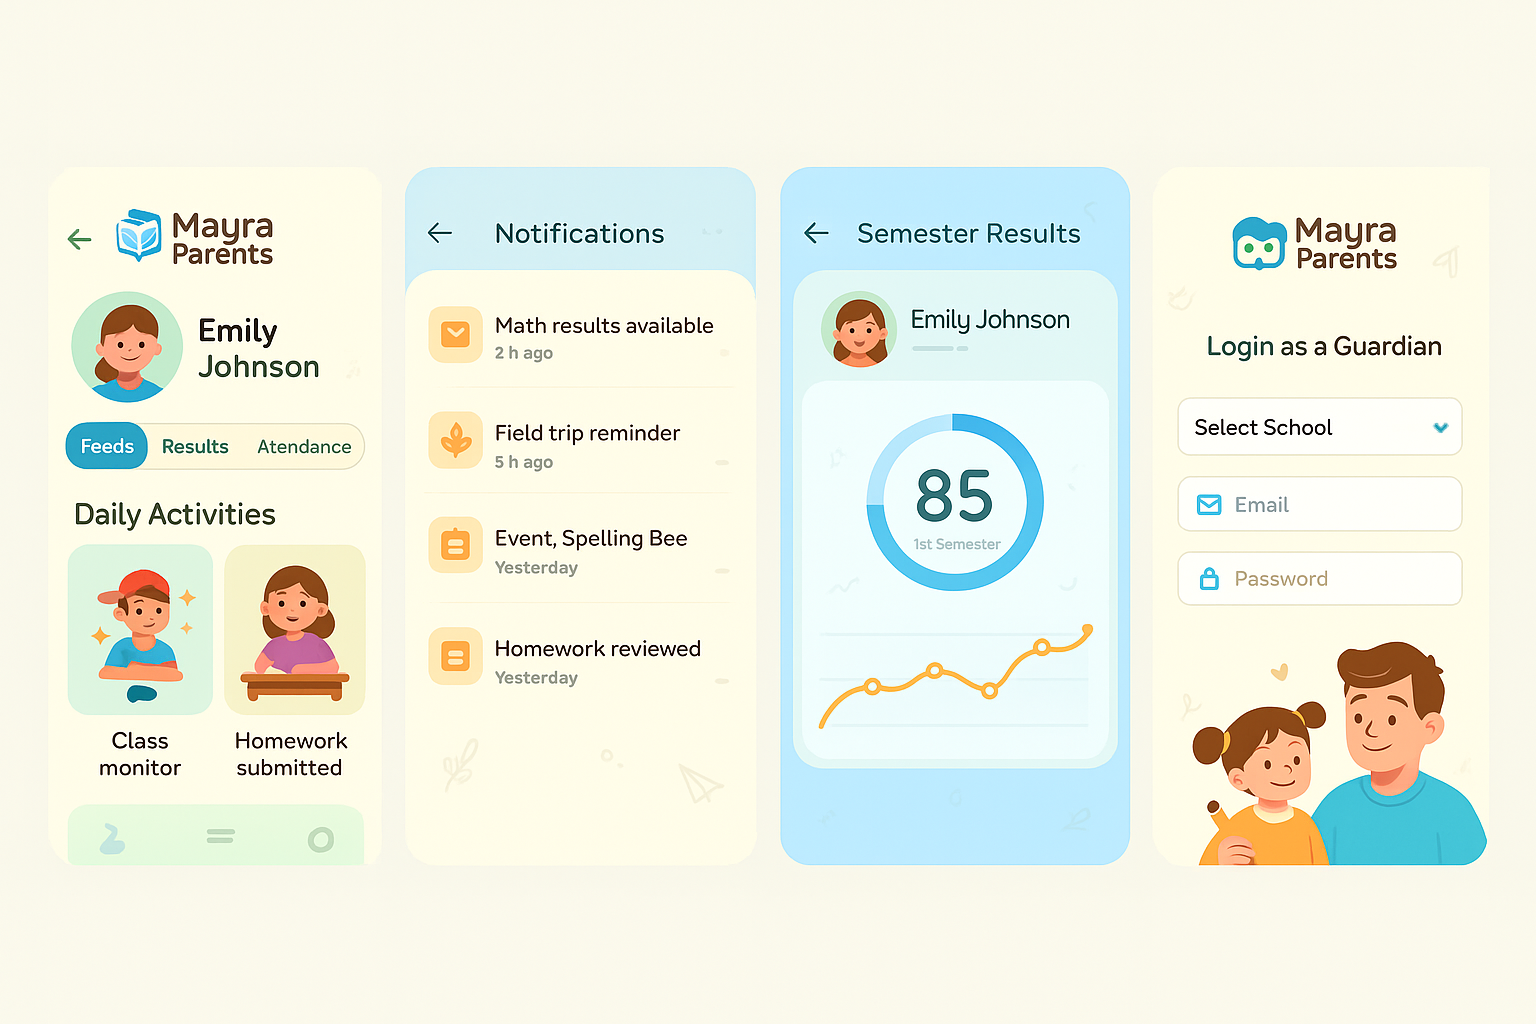 Mayra
Parents
Emily
Johnson
Feeds
Results
Atendance
Daily Activities
Class
monitor
Homework
submitted
Notifications
Math results available
2 h ago
Field trip reminder
5 h ago
Event, Spelling Bee
Yesterday
Homework reviewed
Yesterday
Semester Results
Emily Johnson
85
1st Semester
Mayra
Parents
Login as a Guardian
Select School
Email
Password